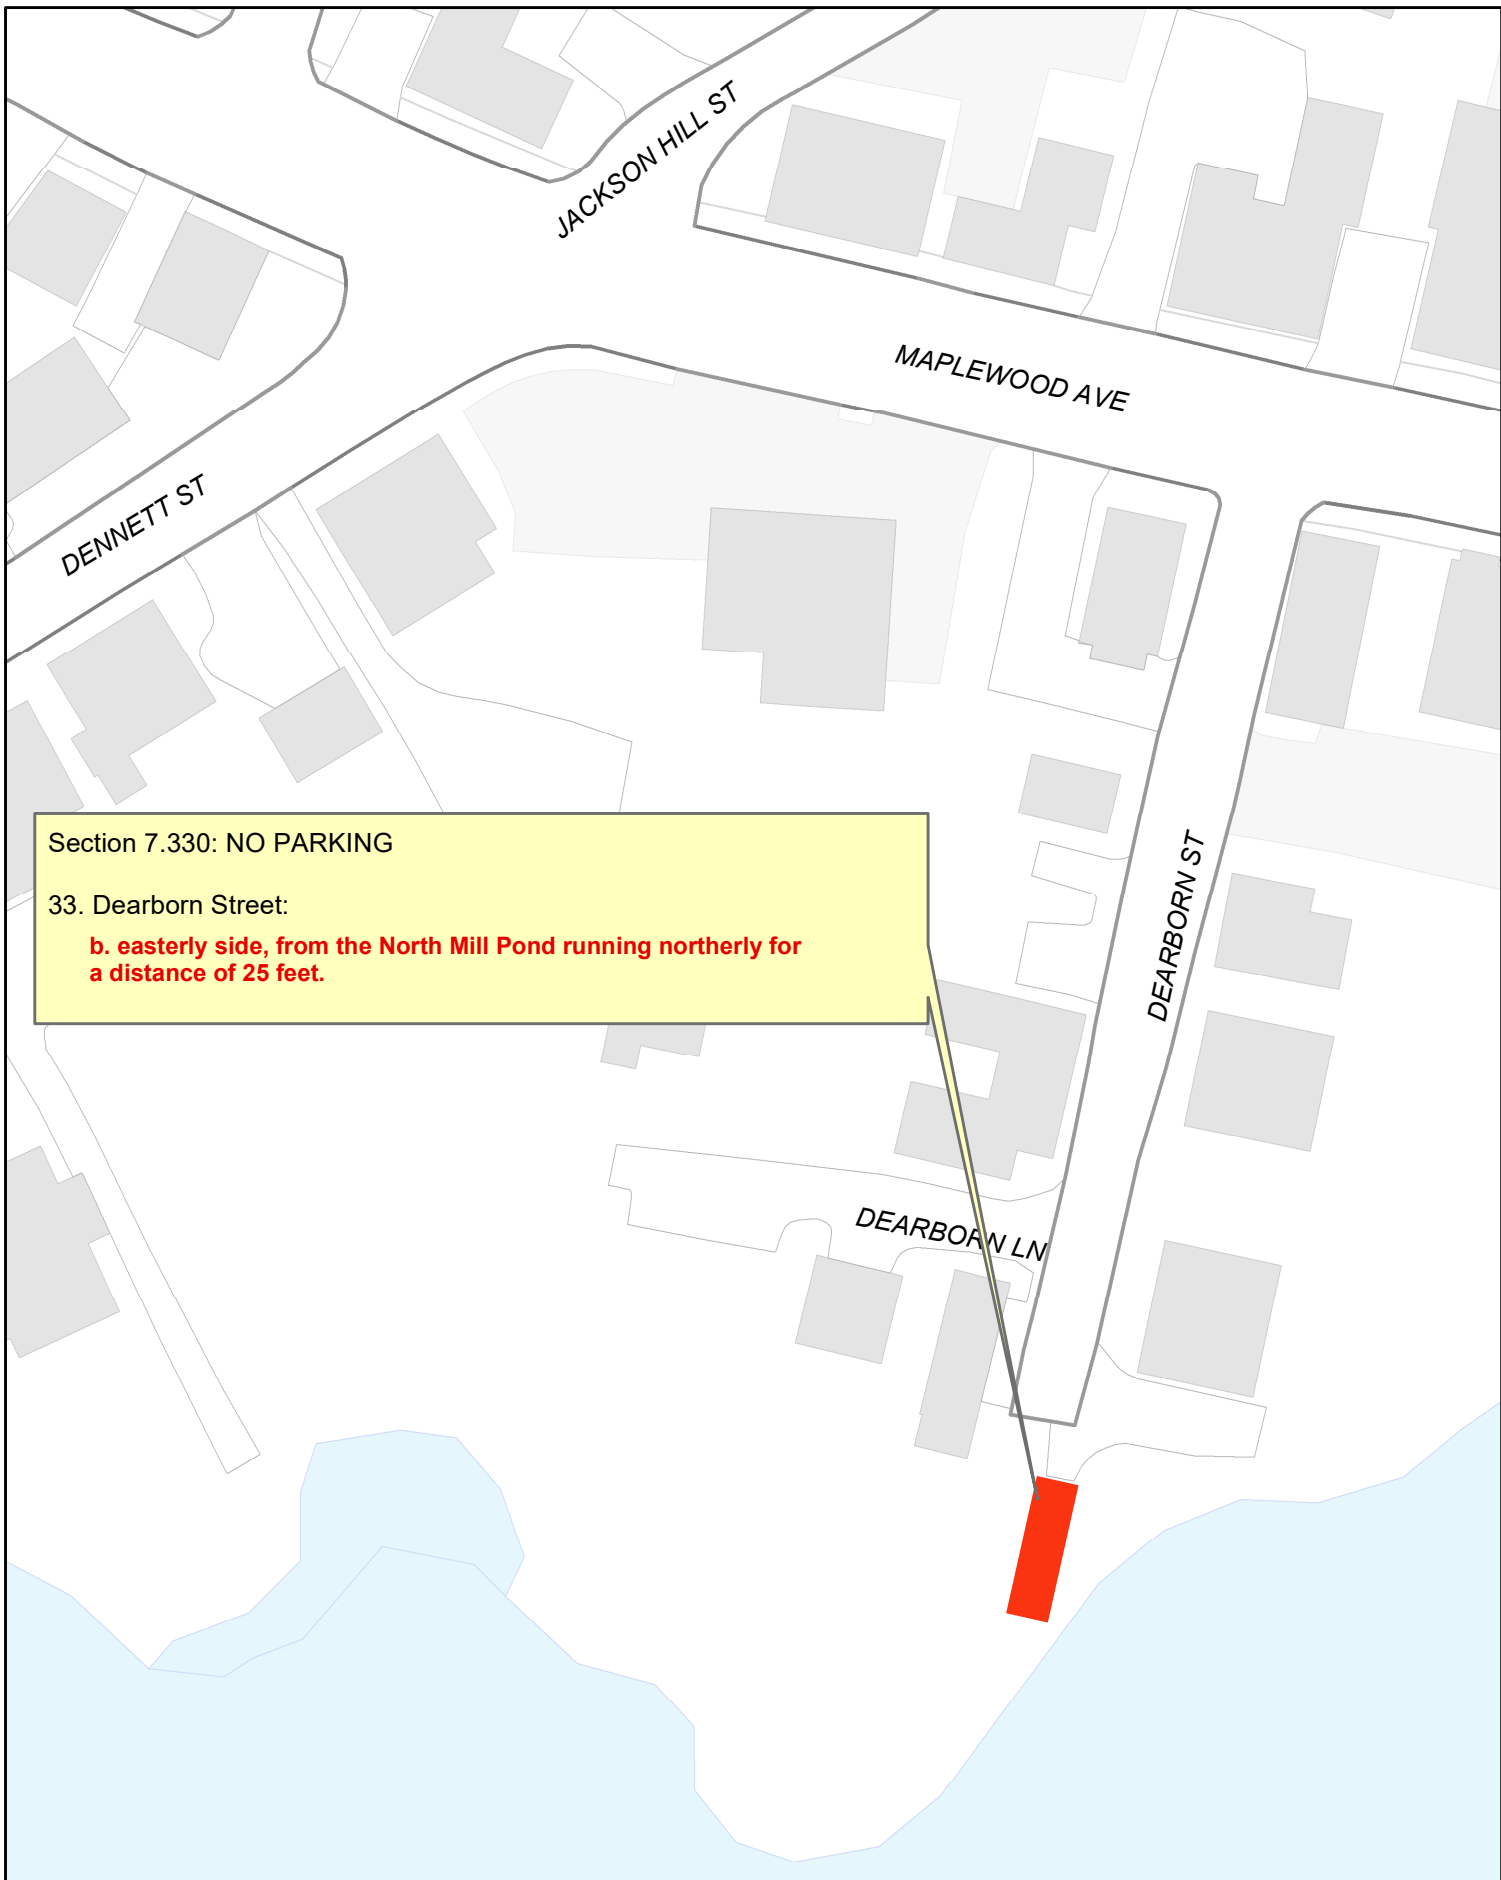 JACKSON HILL ST
MAPLEWOOD AVE
DENNETT ST
Section 7.330: NO PARKING
33. Dearborn Street:
b. easterly side, from the North Mill Pond running northerly for
a distance of 25 feet.
DEARBORN ST
DEARBORN LN